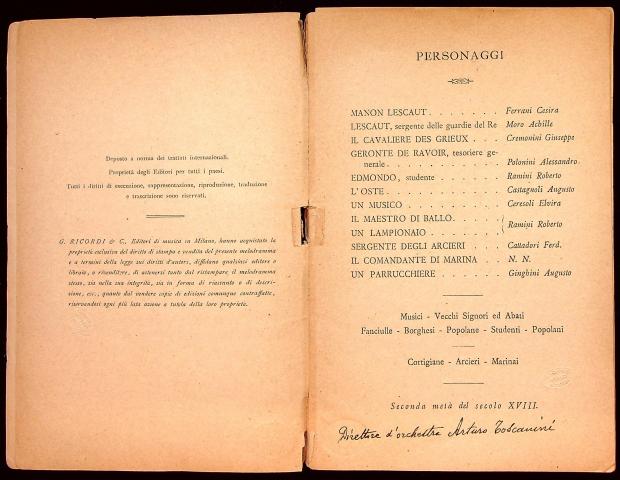 Deposto a norma dei trattati internazionali.
Proprietà degli Editori per tutti i paesi.
Tutti i diritti di esecuzione, rappresentazione, riproduzione, traduzione
e trascrizione sono riservati.
G. RICORDI & C., Editori di musica in Milano, hanno acquistato la
proprietà esclusiva del diritto di stampa e vendita del presente melodramma
e a termini della legge sui diritti d'autore, diffidano qualsiasi editore o
libraio, o rivenditore, di astenersi tanto dal ristampare il melodramma
stesso, sia nella sua integrità, sia in forma di riassunto o di descri-
zione, ecc., quanto dal vendere copie di edizioni comunque contraffatte,
riservandosi ogni più lata azione a tutela della loro proprietà.
PERSONAGGI
MANON LESCAUT . . . . . . . Ferrani Cesira
LESCAUT, sergente delle guardie del Re Moro Achille
IL CAVALIERE DES GRIEUX . . . Cremonini Giuseppe
GERONTE DE RAVOIR, tesoriere ge-
nerale . . . . . . . . . . Polonini Alessandro
EDMONDO, studente . . . . . . Ramini Roberto
L'OSTE . . . . . . . . . . Castagnoli Augusto
UN MUSICO . . . . . . . . Ceresoli Elvira
IL MAESTRO DI BALLO . . . . .
UN LAMPIONAIO . . . . . . . Ramini Roberto
SERGENTE DEGLI ARCIERI . . . Cattadori Ferd.
IL COMANDANTE DI MARINA . . N. N.
UN PARRUCCHIERE . . . . . . Ginghini Augusto
Musici - Vecchi Signori ed Abati
Fanciulle - Borghesi - Popolane - Studenti - Popolani
Cortigiane - Arcieri - Marinai
Seconda metà del secolo XVIII.
Direttore d'orchestra Arturo Toscanini